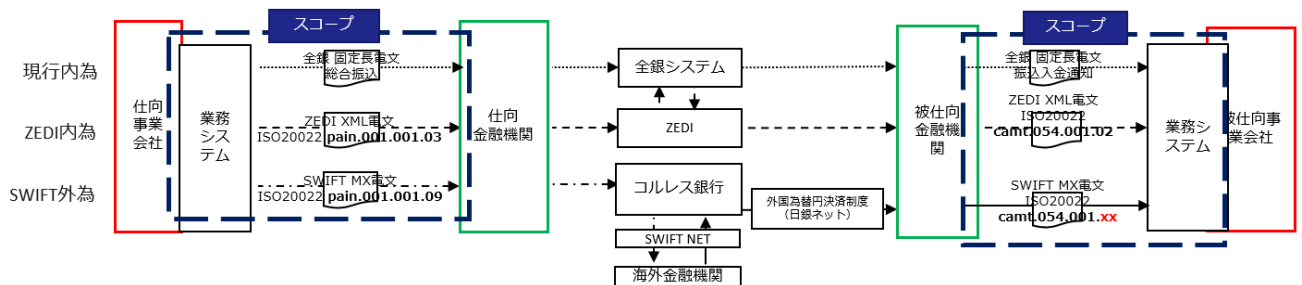 スコープ
スコープ
現行内為
ZEDI内為
SWIFT外為
仕向
事業
会社
業務
シス
テム
全銀 固定長電文
総合振込
ZEDI XML電文
ISO20022 pain.001.001.03
SWIFT MX電文
ISO20022 pain.001.001.09
仕向
金融機関
全銀システム
ZEDI
コルレス銀行
SWIFT NET
海外金融機関
外国為替円決済制度
(日銀ネット)
被仕向
金融機
関
全銀 固定長電文
振込入金通知
ZEDI XML電文
ISO20022
camt.054.001.02
SWIFT MX電文
ISO20022
camt.054.001.xx
業務シ
ステム
被仕向事
業会社